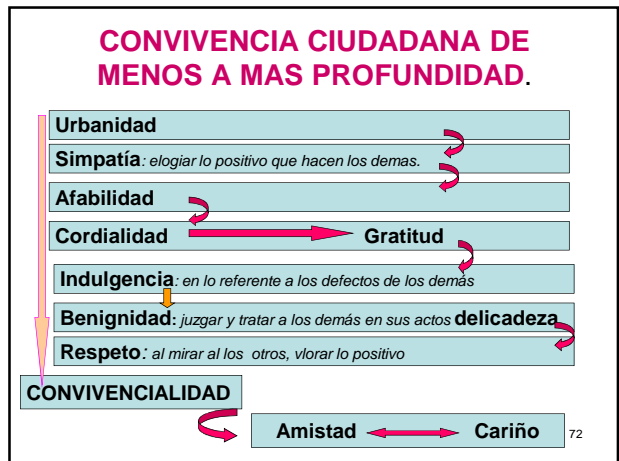 CONVIVENCIA CIUDADANA DE
MENOS A MAS PROFUNDIDAD.
Urbanidad
Simpatía: elogiar lo positivo que hacen los demas.
Afabilidad
Cordialidad Gratitud
Indulgencia: en lo referente a los defectos de los demás
Benignidad: juzgar y tratar a los demás en sus actos delicadeza
Respeto: al mirar al los otros, vlorar lo positivo
CONVIVENCIALIDAD
Amistad Cariño
72